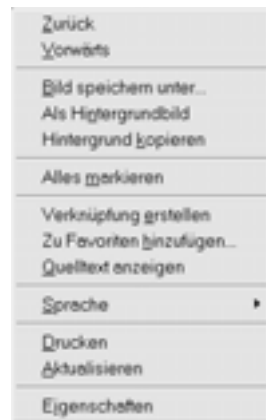 Zurück
Vorwärts
Bild speichern unter...
Als Hintergrundbild
Hintergrund kopieren
Alles markieren
Verknüpfung erstellen
Zu Favoriten hinzufügen...
Quelltext anzeigen
Sprache
Drucken
Aktualisieren
Eigenschaften